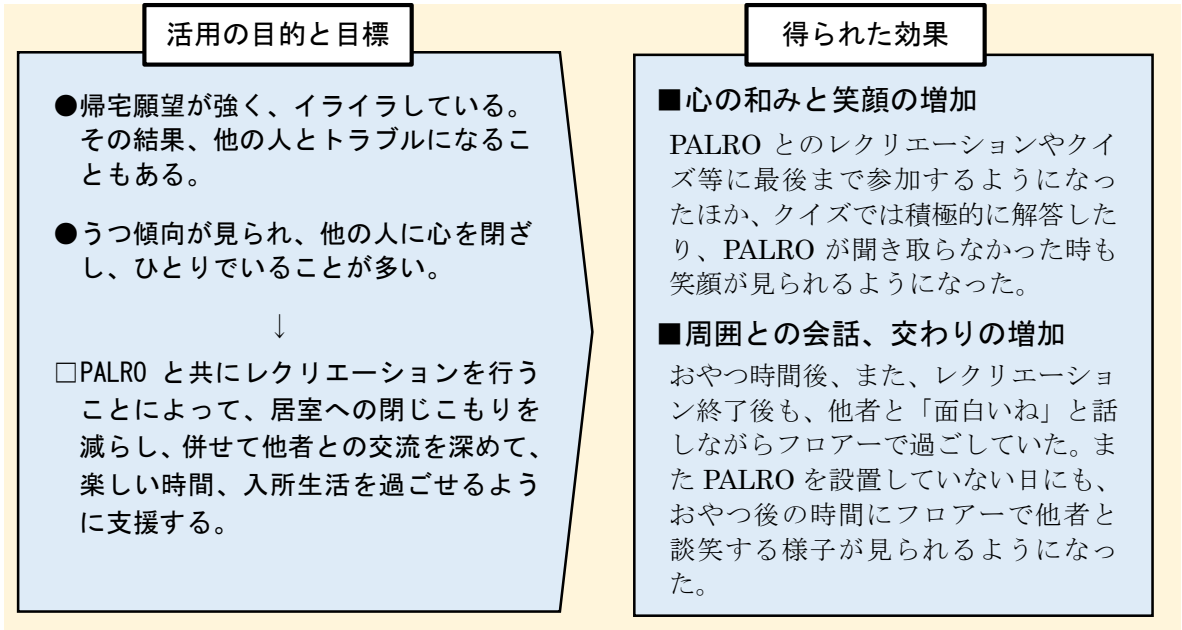 活用の目的と目標
●帰宅願望が強く、イライラしている。
その結果、他の人とトラブルになるこ
ともある。
●うつ傾向が見られ、他の人に心を閉ざ
し、ひとりでいることが多い。
↓
□PALRO と共にレクリエーションを行う
ことによって、居室への閉じこもりを
減らし、併せて他者との交流を深めて、
楽しい時間、入所生活を過ごせるよう
に支援する。
得られた効果
■心の和みと笑顔の増加
PALRO とのレクリエーションやクイ
ズ等に最後まで参加するようになっ
たほか、クイズでは積極的に解答した
り、PALRO が聞き取らなかった時も
笑顔が見られるようになった。
■周囲との会話、交わりの増加
おやつ時間後、また、レクリエーショ
ン終了後も、他者と「面白いね」と話
しながらフロアーで過ごしていた。ま
た PALRO を設置していない日にも、
おやつ後の時間にフロアーで他者と
談笑する様子が見られるようになっ
た。